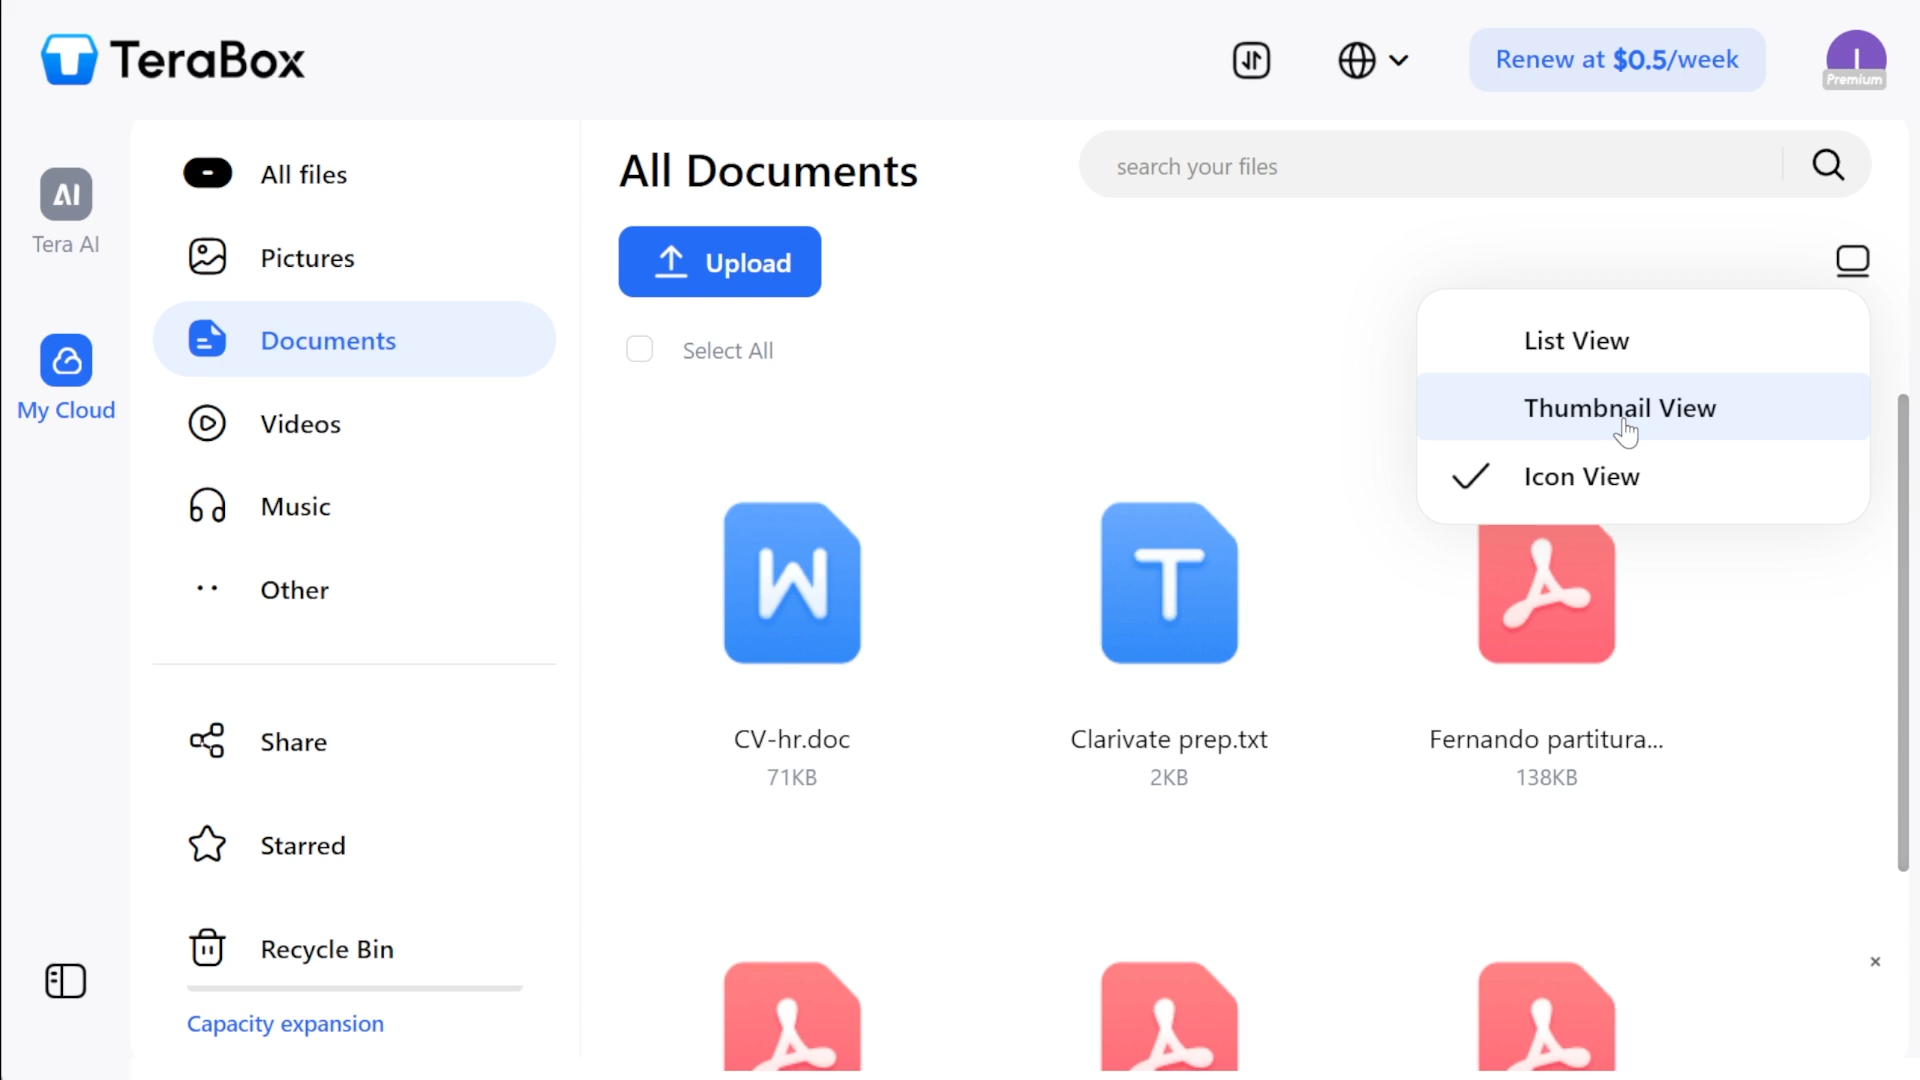 TeraBox
Renew at $0.5/week
I
Premium
AI
Tera AI
My Cloud
All files
Pictures
Documents
Videos
Music
Other
Share
Starred
Recycle Bin
Capacity expansion
All Documents
search your files
Upload
Select All
List View
Thumbnail View
Icon View
W
T
CV-hr.doc
Clarivate prep.txt
Fernando partitura...
71KB
2KB
138KB